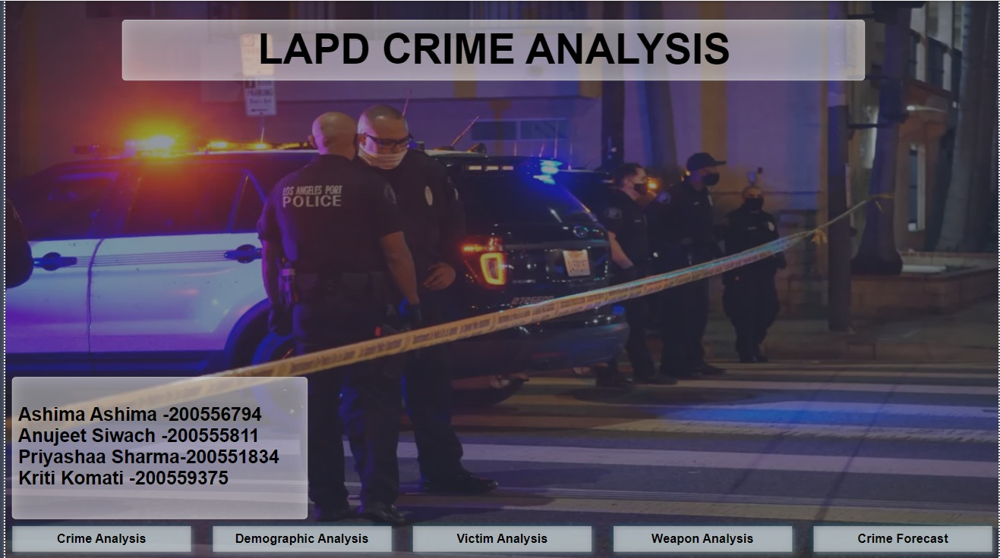 LAPD CRIME ANALYSIS
PARKING
LOS ANGELES PORT
POLICE
Ashima Ashima -200556794
Anujeet Siwach -200555811
Priyashaa Sharma-200551834
Kriti Komati -200559375
Crime Analysis
Demographic Analysis
Victim Analysis
Weapon Analysis
Crime Forecast